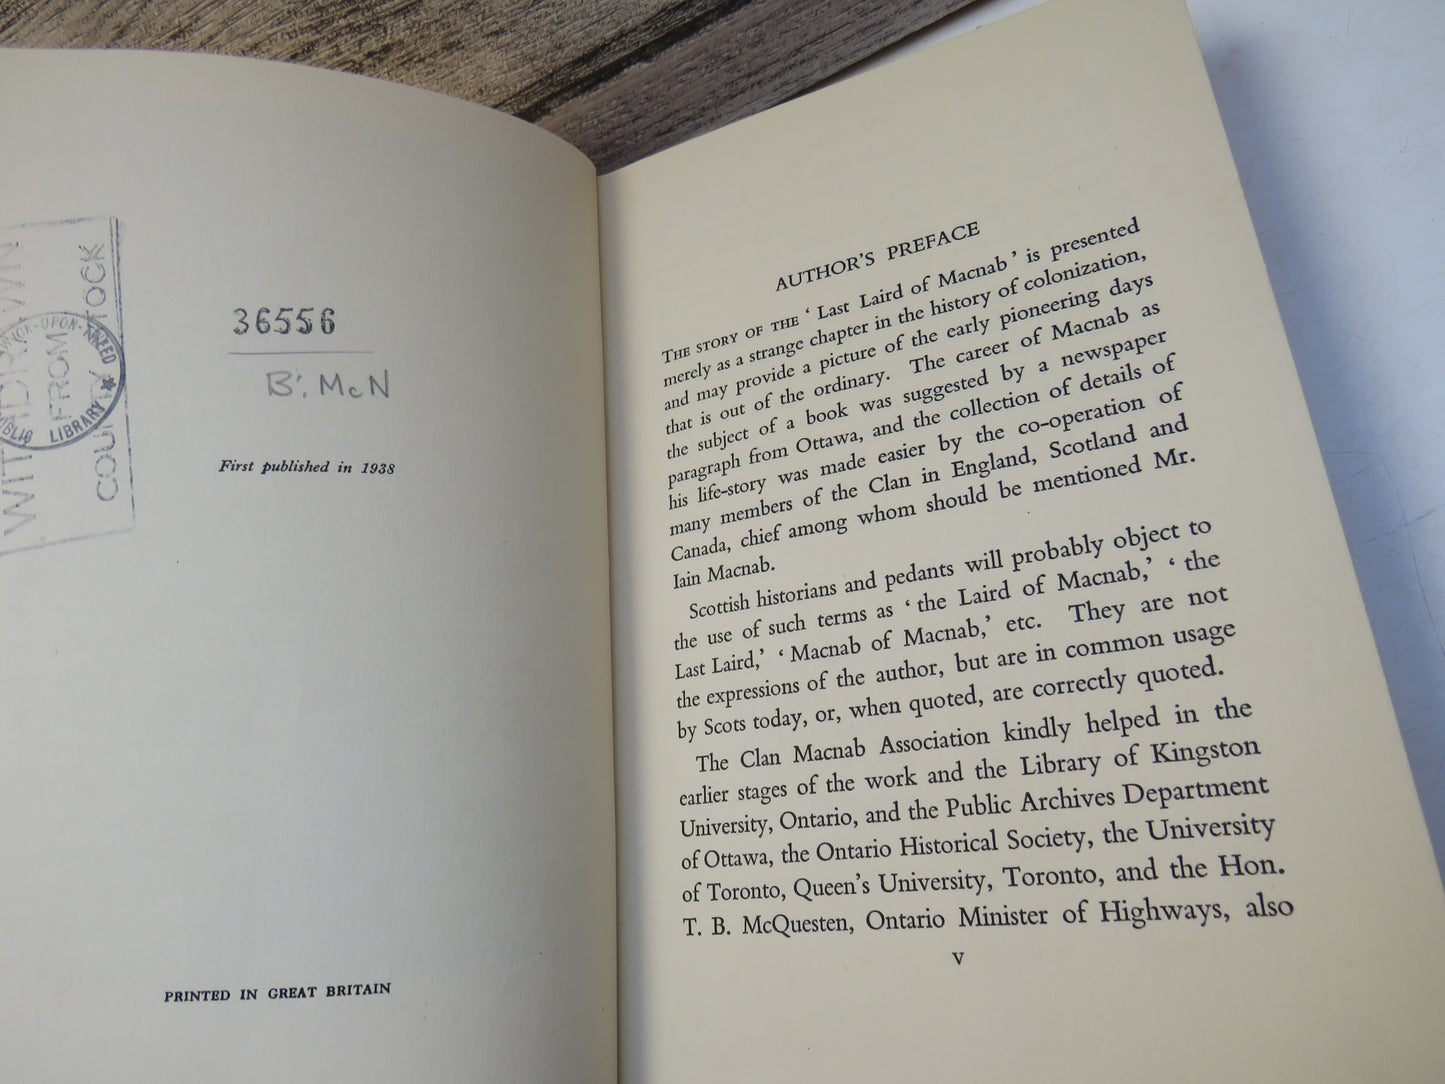 WITHDRAWN
FROM
COUNTY STOCK
-UPON-TWEED
PUBLIC LIBRARY
36556
B: McN
First published in 1938
PRINTED IN GREAT BRITAIN
AUTHOR'S PREFACE
THE STORY OF THE ‘ Last Laird of Macnab ’ is presented
merely as a strange chapter in the history of colonization,
and may provide a picture of the early pioneering days
that is out of the ordinary. The career of Macnab as
the subject of a book was suggested by a newspaper
paragraph from Ottawa, and the collection of details of
his life-story was made easier by the co-operation of
many members of the Clan in England, Scotland and
Canada, chief among whom should be mentioned Mr.
Iain Macnab.
Scottish historians and pedants will probably object to
the use of such terms as ‘ the Laird of Macnab,’ ‘ the
Last Laird,’ ‘ Macnab of Macnab,’ etc. They are not
the expressions of the author, but are in common usage
by Scots today, or, when quoted, are correctly quoted.
The Clan Macnab Association kindly helped in the
earlier stages of the work and the Library of Kingston
University, Ontario, and the Public Archives Department
of Ottawa, the Ontario Historical Society, the University
of Toronto, Queen's University, Toronto, and the Hon.
T. B. McQuesten, Ontario Minister of Highways, also
v